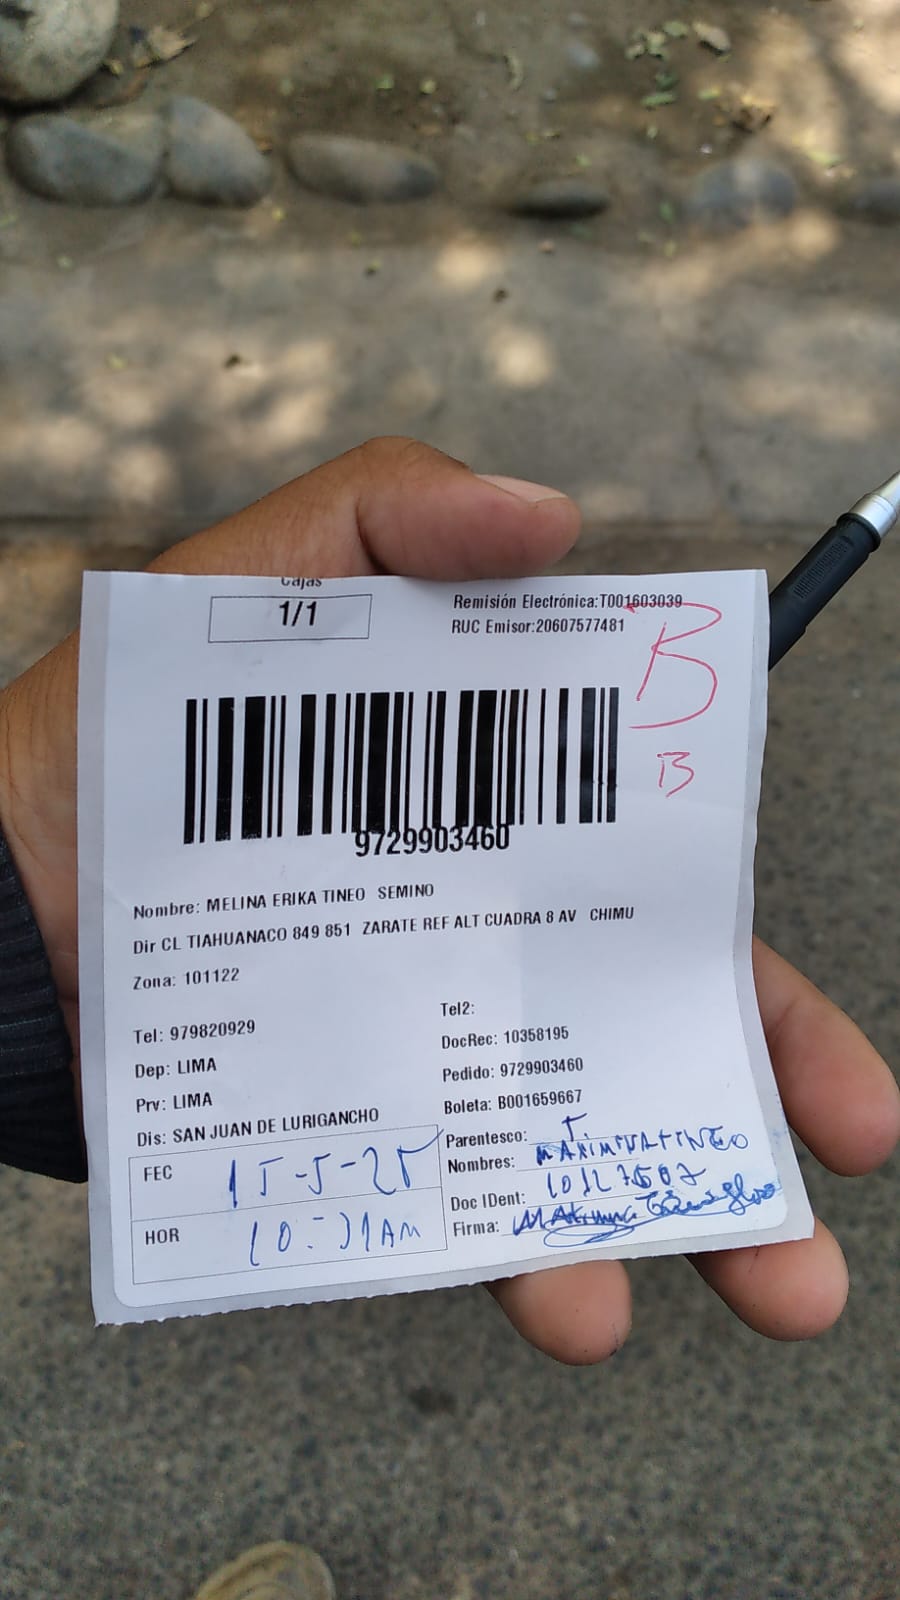 Cajas
1/1
Remisión Electrónica:T001603039
RUC Emisor:20607577481
B
B
9729903460
Nombre: MELINA ERIKA TINEO SEMINO
Dir CL TIAHUANACO 849 851 ZARATE REF ALT CUADRA 8 AV CHIMU
Zona: 101122
Tel: 979820929
Tel2:
Dep: LIMA
DocRec: 10358195
Prv: LIMA
Pedido: 9729903460
Dis: SAN JUAN DE LURIGANCHO
Boleta: B001659667
FEC 15-5-25
Parentesco: T
Nombres: MAXIMINA TINEO
HOR 10:31AM
Doc IDent:
Firma: